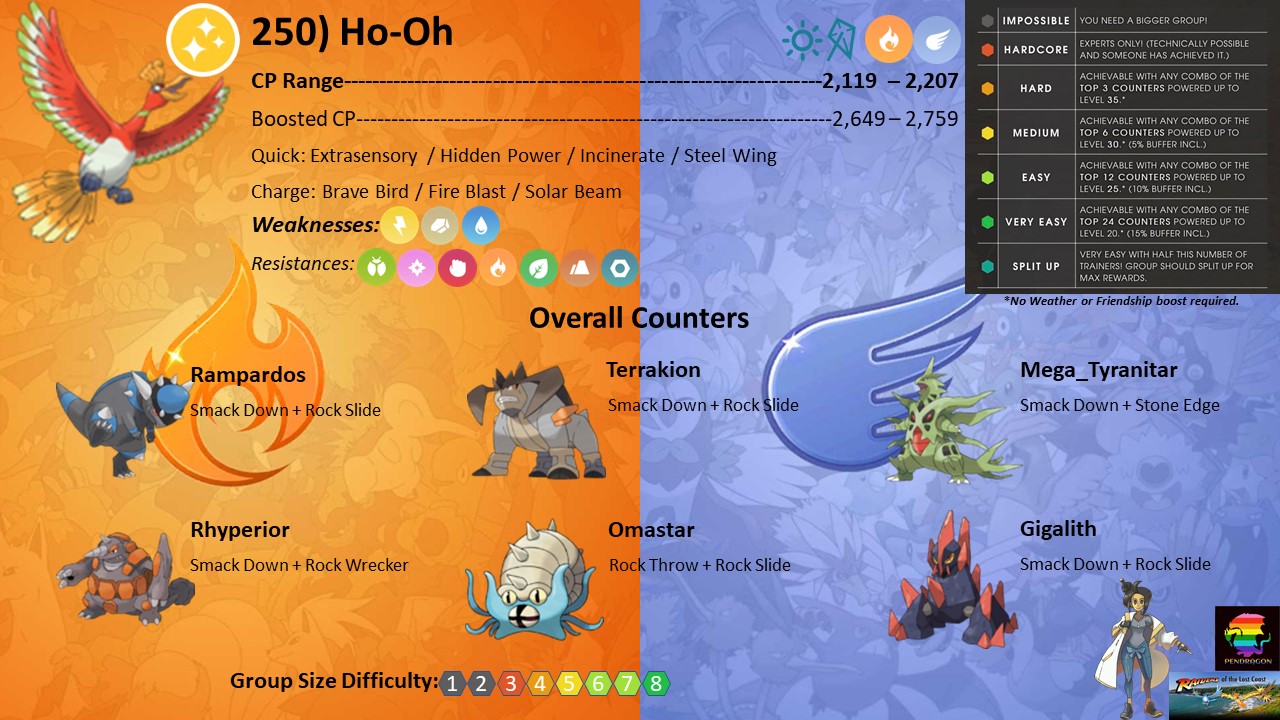 250) Ho-Oh
CP Range---------------------------------------------------------------------2,119 – 2,207
Boosted CP---------------------------------------------------------------------2,649 – 2,759
Quick: Extrasensory / Hidden Power / Incinerate / Steel Wing
Charge: Brave Bird / Fire Blast / Solar Beam
Weaknesses:
Resistances:
IMPOSSIBLE YOU NEED A BIGGER GROUP!
HARDCORE EXPERTS ONLY! (TECHNICALLY POSSIBLE
AND SOMEONE HAS ACHIEVED IT.)
HARD ACHIEVABLE WITH ANY COMBO OF THE
TOP 3 COUNTERS POWERED UP TO
LEVEL 35.*
MEDIUM ACHIEVABLE WITH ANY COMBO OF THE
TOP 6 COUNTERS POWERED UP TO
LEVEL 30.* (5% BUFFER INCL.)
EASY ACHIEVABLE WITH ANY COMBO OF THE
TOP 12 COUNTERS POWERED UP TO
LEVEL 25.* (10% BUFFER INCL.)
VERY EASY ACHIEVABLE WITH ANY COMBO OF THE
TOP 24 COUNTERS POWERED UP TO
LEVEL 20.* (15% BUFFER INCL.)
SPLIT UP VERY EASY WITH HALF THIS NUMBER OF
TRAINERS! GROUP SHOULD SPLIT UP FOR
MAX REWARDS.
*No Weather or Friendship boost required.
Overall Counters
Rampardos
Smack Down + Rock Slide
Terrakion
Smack Down + Rock Slide
Mega_Tyranitar
Smack Down + Stone Edge
Rhyperior
Smack Down + Rock Wrecker
Omastar
Rock Throw + Rock Slide
Gigalith
Smack Down + Rock Slide
Group Size Difficulty: 1 2 3 4 5 6 7 8
PENDRAGON
RAIDERS of the Lost Coast